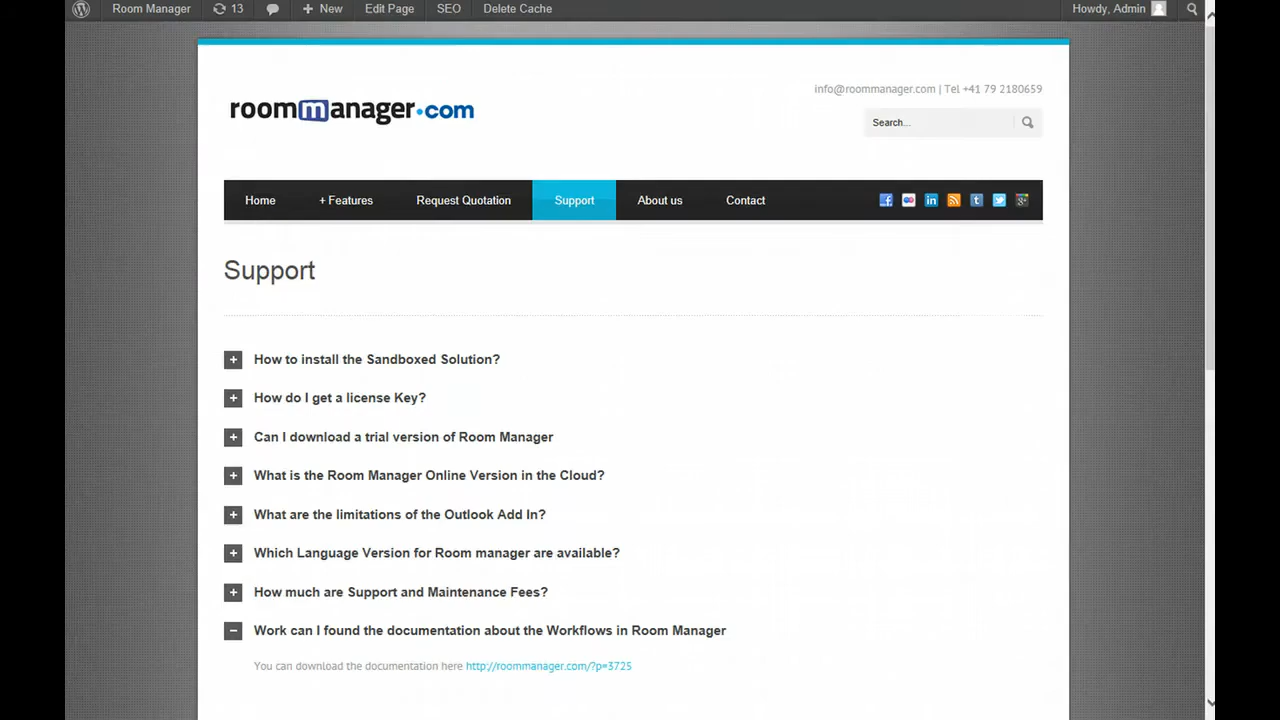 Room Manager 13 New Edit Page SEO Delete Cache Howdy, Admin
info@roommanager.com | Tel +41 79 2180659
roommanager.com
Search...
Home + Features Request Quotation Support About us Contact
Support
How to install the Sandboxed Solution?
How do I get a license Key?
Can I download a trial version of Room Manager
What is the Room Manager Online Version in the Cloud?
What are the limitations of the Outlook Add In?
Which Language Version for Room manager are available?
How much are Support and Maintenance Fees?
Work can I found the documentation about the Workflows in Room Manager
You can download the documentation here http://roommanager.com/?p=3725